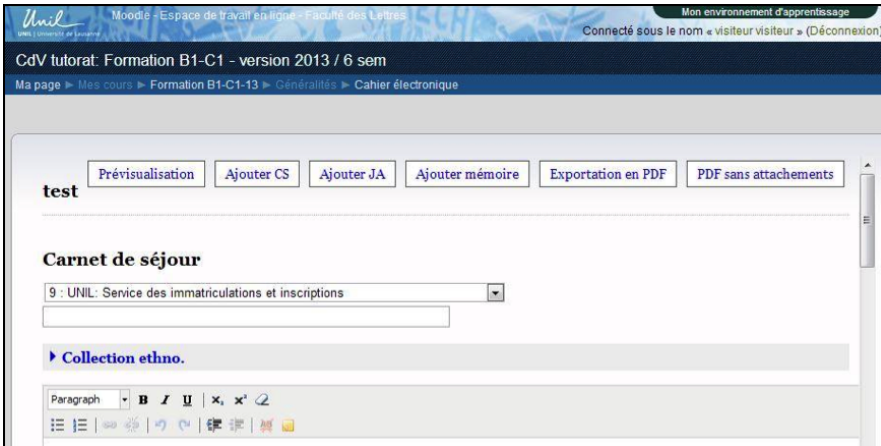 Unil
UNIL | Université de Lausanne
Moodle - Espace de travail en ligne - Faculté des Lettres
Mon environnement d'apprentissage
Connecté sous le nom « visiteur visiteur » (Déconnexion)
CdV tutorat: Formation B1-C1 - version 2013 / 6 sem
Ma page ► Mes cours ► Formation B1-C1-13 ► Généralités ► Cahier électronique
test
Prévisualisation
Ajouter CS
Ajouter JA
Ajouter mémoire
Exportation en PDF
PDF sans attachements
Carnet de séjour
9 : UNIL: Service des immatriculations et inscriptions
Collection ethno.
Paragraph B I U x₂ x²